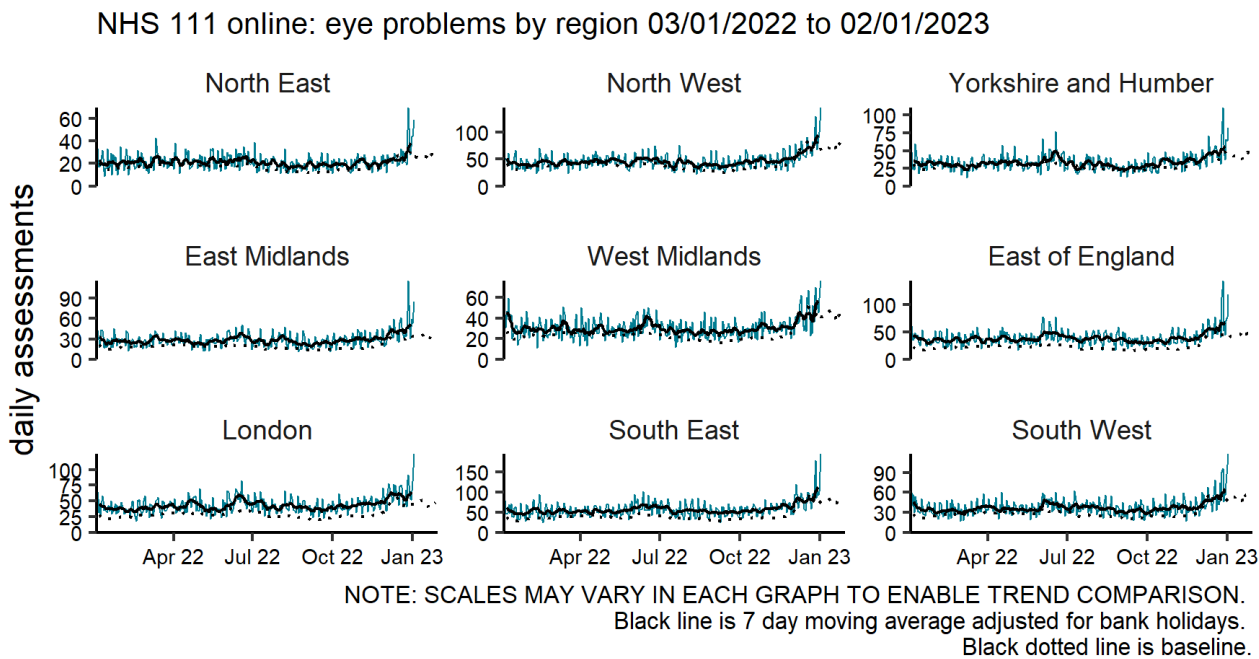 NHS 111 online: eye problems by region 03/01/2022 to 02/01/2023
daily assessments
North East
60
40
20
0
North West
100
50
0
Yorkshire and Humber
100
75
50
25
0
East Midlands
90
60
30
0
West Midlands
60
40
20
0
East of England
100
50
0
London
100
75
50
25
0
South East
150
100
50
0
South West
90
60
30
0
Apr 22 Jul 22 Oct 22 Jan 23
Apr 22 Jul 22 Oct 22 Jan 23
Apr 22 Jul 22 Oct 22 Jan 23
NOTE: SCALES MAY VARY IN EACH GRAPH TO ENABLE TREND COMPARISON.
Black line is 7 day moving average adjusted for bank holidays.
Black dotted line is baseline.